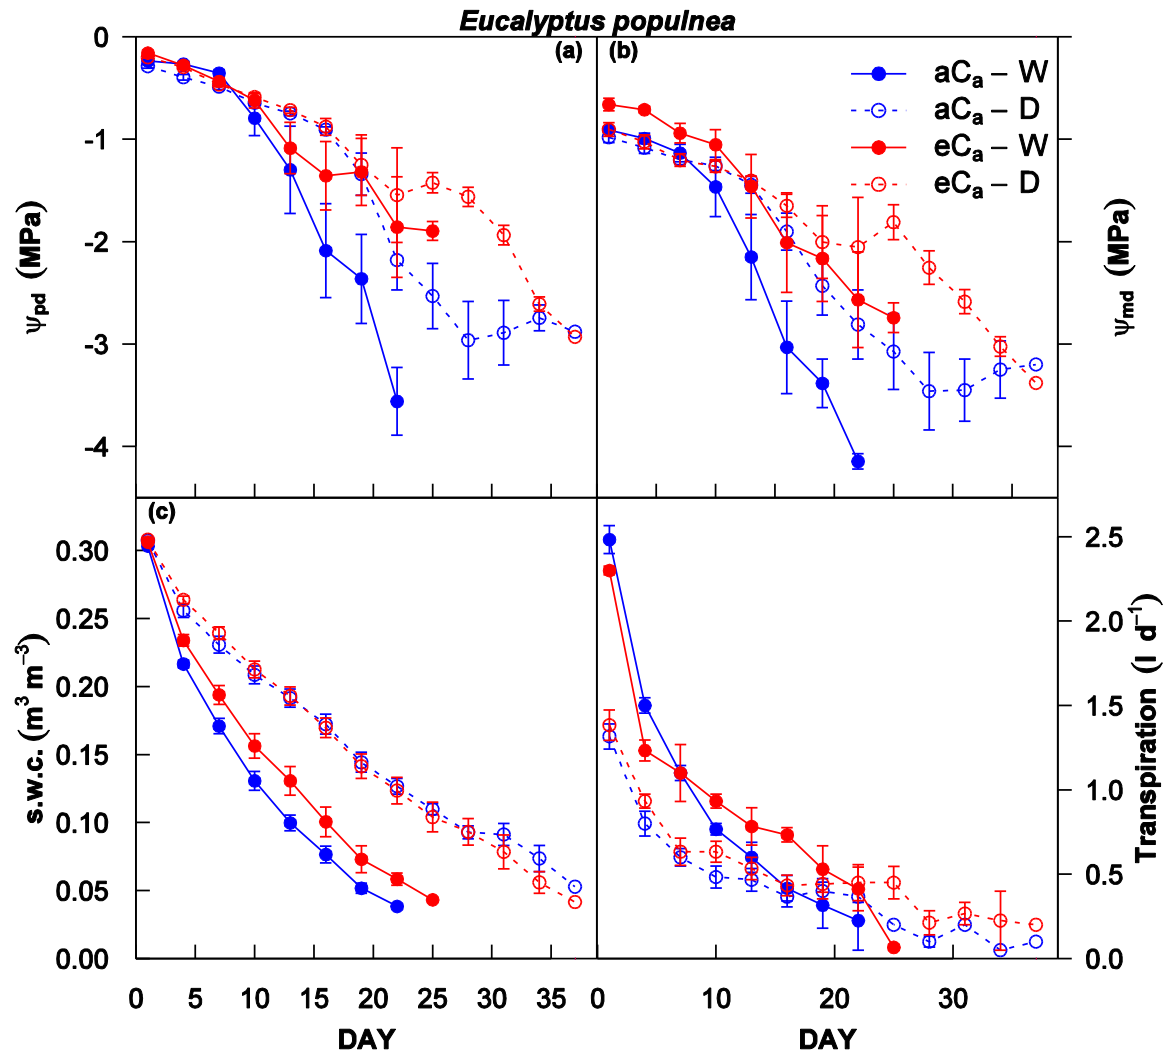 Eucalyptus populnea
(a)
(b)
aCa – W
aCa – D
eCa – W
eCa – D
0
-1
-2
-3
-4
Ψpd (MPa)
Ψmd (MPa)
(c)
0.30
0.25
0.20
0.15
0.10
0.05
0.00
s.w.c. (m³ m⁻³)
2.5
2.0
1.5
1.0
0.5
0.0
Transpiration (l d⁻¹)
0 5 10 15 20 25 30 35
0 10 20 30
DAY
DAY